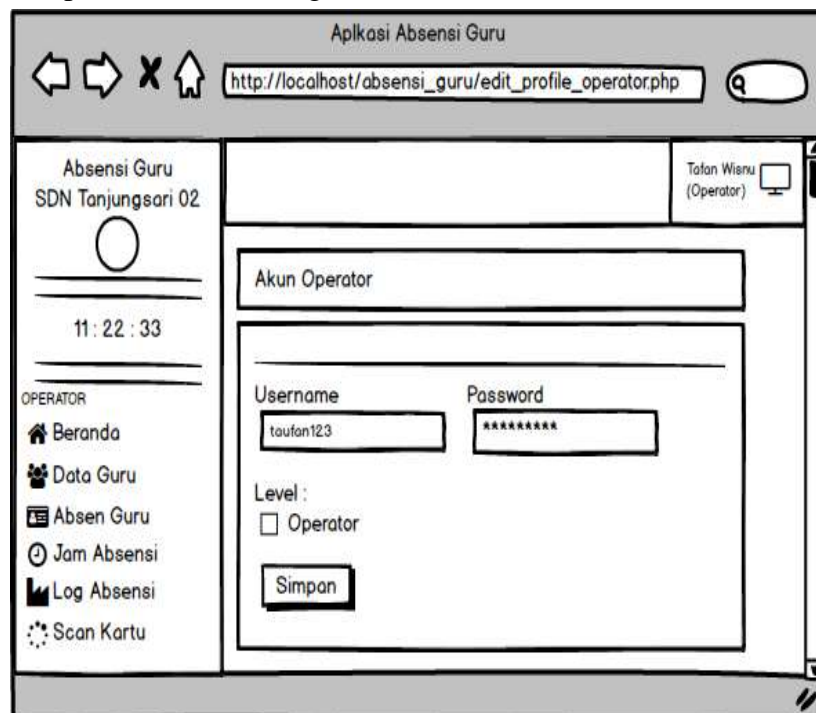 Aplkasi Absensi Guru
http://localhost/absensi_guru/edit_profile_operator.php
Absensi Guru
SDN Tanjungsari 02
11 : 22 : 33
OPERATOR
Beranda
Data Guru
Absen Guru
Jam Absensi
Log Absensi
Scan Kartu
Tafan Wisnu
(Operator)
Akun Operator
Username
Password
taufan123
*********
Level :
Operator
Simpan